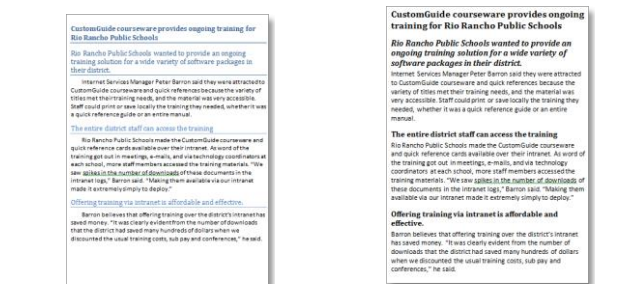 CustomGuide courseware provides ongoing training for
Rio Rancho Public Schools
Rio Rancho Public Schools wanted to provide an ongoing
training solution for a wide variety of software packages in
their district.
Internet Services Manager Peter Barron said they were attracted to
CustomGuide courseware and quick references because the variety of
titles met their training needs, and the material was very accessible.
Staff could print or save locally the training they needed, whether it was
a quick reference guide or an entire manual.
The entire district staff can access the training
Rio Rancho Public Schools made the CustomGuide courseware and
quick reference cards available over their intranet. As word of the
training got out in meetings, e-mails, and via technology coordinators at
each school, more staff members accessed the training materials. "We
saw spikes in the number of downloads of these documents in the
intranet logs," Barron said. "Making them available via our intranet
made it extremely simply to deploy."
Offering training via intranet is affordable and effective.
Barron believes that offering training over the district's intranet has
saved money. "It was clearly evident from the number of downloads
that the district had saved many hundreds of dollars when we
discounted the usual training costs, sub pay and conferences," he said.
CustomGuide courseware provides ongoing
training for Rio Rancho Public Schools
Rio Rancho Public Schools wanted to provide an
ongoing training solution for a wide variety of
software packages in their district.
Internet Services Manager Peter Barron said they were attracted
to CustomGuide courseware and quick references because the
variety of titles met their training needs, and the material was
very accessible. Staff could print or save locally the training they
needed, whether it was a quick reference guide or an entire
manual.
The entire district staff can access the training
Rio Rancho Public Schools made the CustomGuide courseware
and quick reference cards available over their intranet. As word of
the training got out in meetings, e-mails, and via technology
coordinators at each school, more staff members accessed the
training materials. "We saw spikes in the number of downloads of
these documents in the intranet logs," Barron said. "Making them
available via our intranet made it extremely simply to deploy."
Offering training via intranet is affordable and
effective.
Barron believes that offering training over the district's intranet
has saved money. "It was clearly evident from the number of
downloads that the district had saved many hundreds of dollars
when we discounted the usual training costs, sub pay and
conferences," he said.